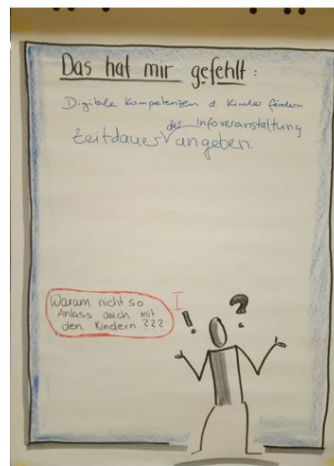 Das hat mir gefehlt:
Digitale Kompetenzen d. Kinder fördern
Zeitdauer der Infoveranstaltung angeben.
Warum nicht so
Anlass auch mit
den Kindern ???
! ?